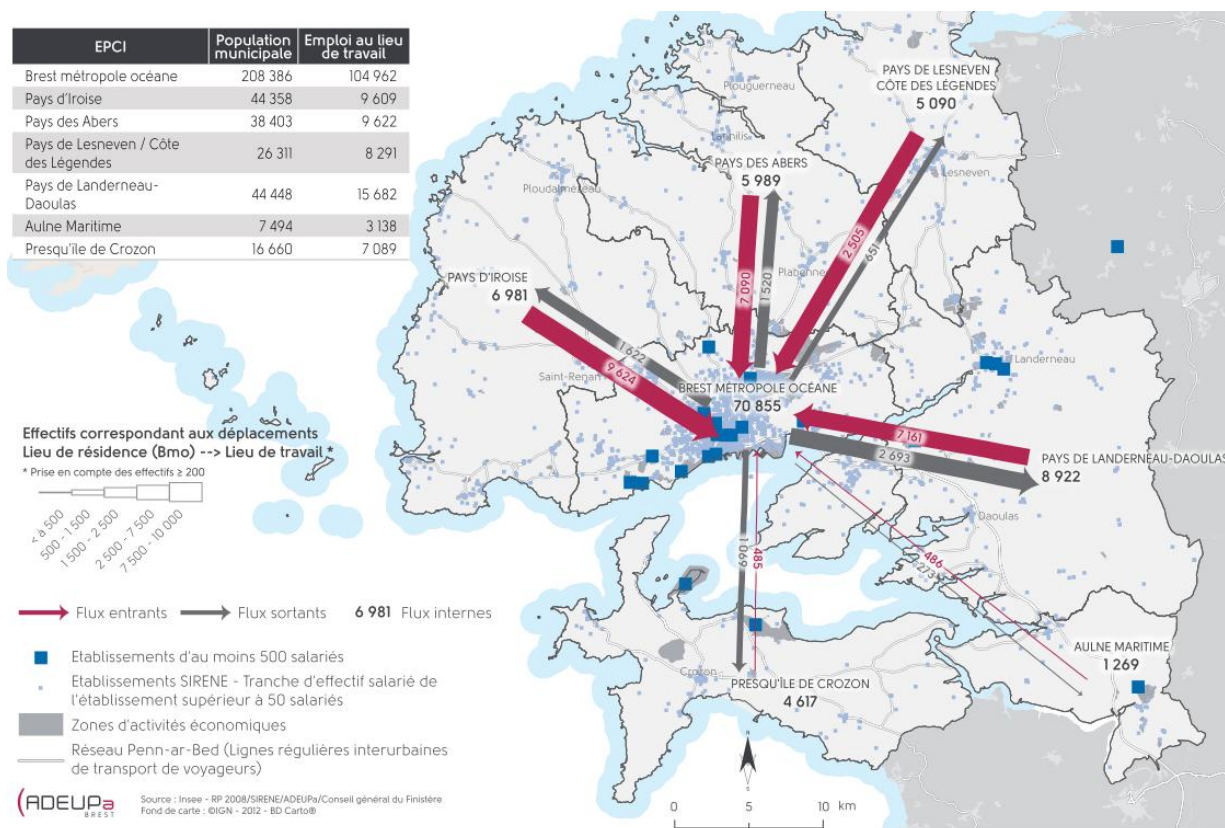 EPCI
Population municipale
Emploi au lieu de travail
Brest métropole océane 208 386 104 962
Pays d'Iroise 44 358 9 609
Pays des Abers 38 403 9 622
Pays de Lesneven / Côte des Légendes 26 311 8 291
Pays de Landerneau-Daoulas 44 448 15 682
Aulne Maritime 7 494 3 138
Presqu'île de Crozon 16 660 7 089
PAYS DE LESNEVEN
CÔTE DES LÉGENDES
5 090
Plouguerneau
Lannilis
PAYS DES ABERS
5 989
Lesneven
Ploudalmézeau
Plabennec
2 505
651
7 090
1 520
PAYS D'IROISE
6 981
1 622
9 624
Saint-Renan
Landerneau
BREST MÉTROPOLE OCÉANE
70 855
7 161
2 693
PAYS DE LANDERNEAU-DAOULAS
8 922
Daoulas
1 069
485
486
273
AULNE MARITIME
1 269
Crozon
PRESQU'ÎLE DE CROZON
4 617
Effectifs correspondant aux déplacements
Lieu de résidence (Bmo) --> Lieu de travail *
* Prise en compte des effectifs ≥ 200
< à 500
500 - 1 500
1 500 - 2 500
2 500 - 7 500
7 500 - 10 000
Flux entrants
Flux sortants
6 981 Flux internes
Etablissements d'au moins 500 salariés
Etablissements SIRENE - Tranche d'effectif salarié de
l'établissement supérieur à 50 salariés
Zones d'activités économiques
Réseau Penn-ar-Bed (Lignes régulières interurbaines
de transport de voyageurs)
ADEUPa
BREST
Source : Insee - RP 2008/SIRENE/ADEUPa/Conseil général du Finistère
Fond de carte : ©IGN - 2012 - BD Carto®
N
S
0 5 10 km